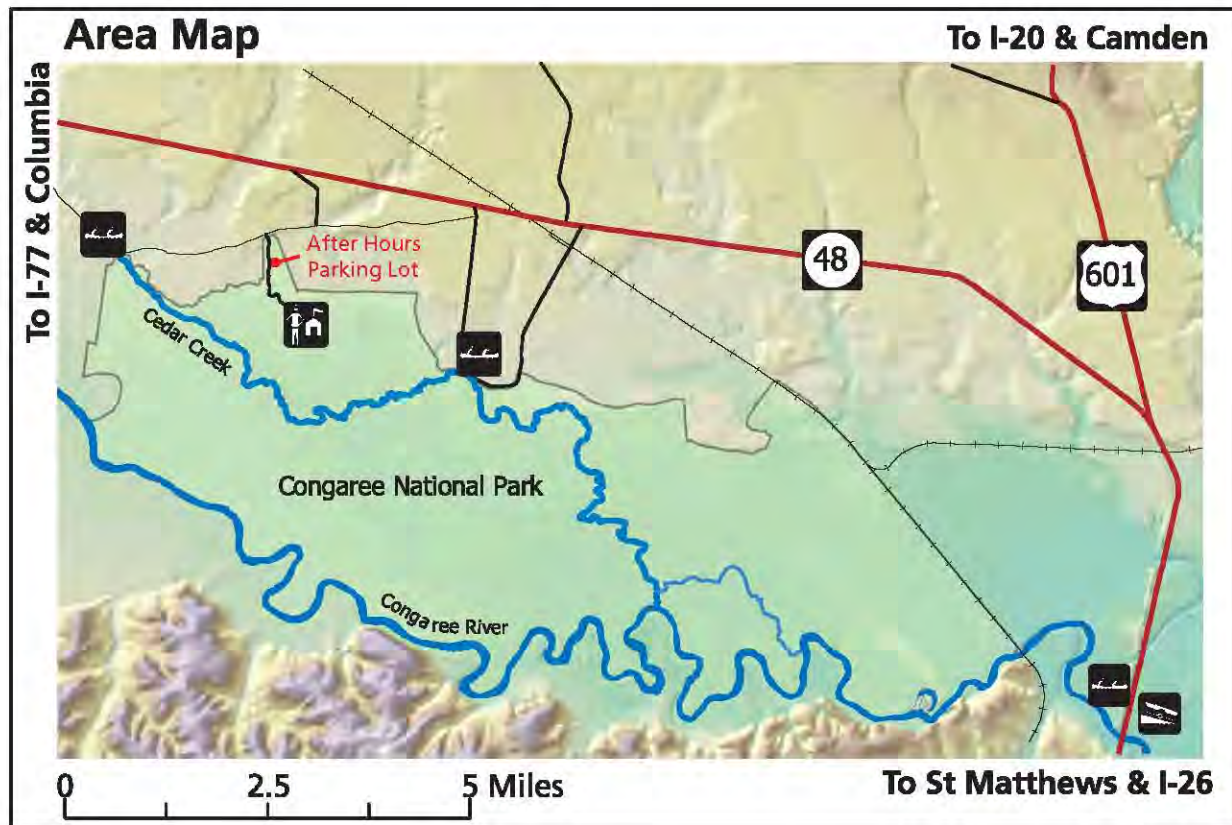 Area Map
To I-20 & Camden
To I-77 & Columbia
After Hours
Parking Lot
48
601
Cedar Creek
Congaree National Park
Congaree River
0
2.5
5 Miles
To St Matthews & I-26